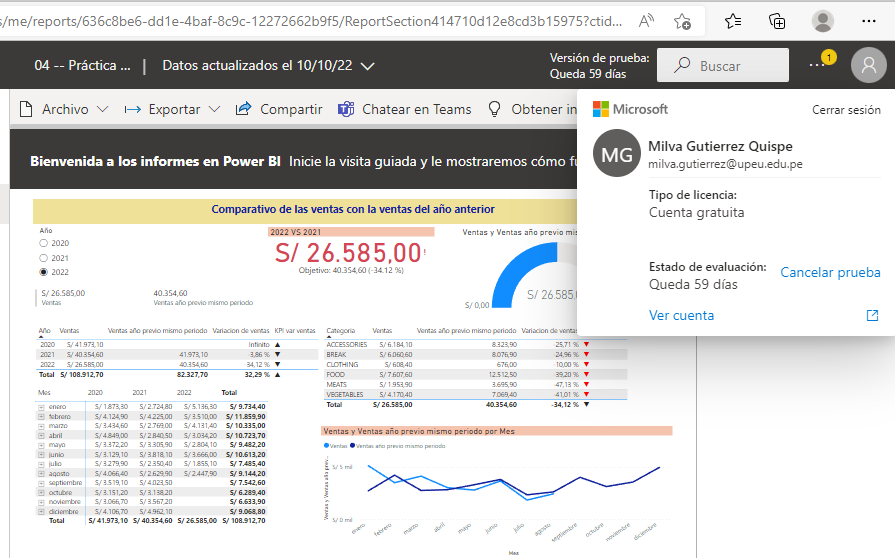 s/me/reports/636c8be6-dd1e-4baf-8c9c-12272662b9f5/ReportSection414710d12e8cd3b15975?ctid...
04 -- Práctica ... | Datos actualizados el 10/10/22
Versión de prueba:
Queda 59 días
Buscar
1
Archivo
Exportar
Compartir
Chatear en Teams
Obtener in
Microsoft
Cerrar sesión
MG
Milva Gutierrez Quispe
milva.gutierrez@upeu.edu.pe
Tipo de licencia:
Cuenta gratuita
Estado de evaluación:
Queda 59 días
Cancelar prueba
Ver cuenta
Bienvenida a los informes en Power BI Inicie la visita guiada y le mostraremos cómo fu
Comparativo de las ventas con la ventas del año anterior
Año
2020
2021
2022
2022 VS 2021
S/ 26.585,00!
Objetivo: 40.354,60 (-34.12 %)
Ventas y Ventas año previo mis
S/ 0,00
S/ 26.585,
S/ 26.585,00
Ventas
40.354,60
Ventas año previo mismo periodo
Año Ventas Ventas año previo mismo periodo Variacion de ventas KPI var ventas
2020 S/ 41.973,10 Infinito ▲
2021 S/ 40.354,60 41.973,10 3,86 % ▼
2022 S/ 26.585,00 40.354,60 34,12 % ▼
Total S/ 108.912,70 82.327,70 32,29 % ▲
Categoria Ventas Ventas año previo mismo periodo Variacion de ventas
ACCESSORIES S/ 6.184,10 8.323,90 -25,71 % ▼
BREAK S/ 6.060,60 8.076,90 -24,96 % ▼
CLOTHING S/ 608,40 676,00 -10,00 % ▼
FOOD S/ 7.607,60 12.512,50 -39,20 % ▼
MEATS S/ 1.953,90 3.695,90 -47,13 % ▼
VEGETABLES S/ 4.170,40 7.069,40 -41,01 % ▼
Total S/ 26.585,00 40.354,60 -34,12 % ▼
Mes 2020 2021 2022 Total
enero S/ 1.873,30 S/ 2.724,80 S/ 5.136,30 S/ 9.734,40
febrero S/ 4.124,90 S/ 4.225,00 S/ 3.510,00 S/ 11.859,90
marzo S/ 3.434,60 S/ 2.769,00 S/ 4.131,40 S/ 10.335,00
abril S/ 4.849,00 S/ 2.840,50 S/ 3.034,20 S/ 10.723,70
mayo S/ 3.372,20 S/ 3.305,90 S/ 2.804,10 S/ 9.482,20
junio S/ 3.129,10 S/ 3.818,10 S/ 3.666,00 S/ 10.613,20
julio S/ 3.279,90 S/ 2.350,40 S/ 1.855,10 S/ 7.485,40
agosto S/ 4.066,40 S/ 2.629,90 S/ 2.447,90 S/ 9.144,20
septiembre S/ 3.519,10 S/ 4.023,50 S/ 7.542,60
octubre S/ 3.151,20 S/ 3.138,20 S/ 6.289,40
noviembre S/ 3.066,70 S/ 3.567,20 S/ 6.633,90
diciembre S/ 4.106,70 S/ 4.962,10 S/ 9.068,80
Total S/ 41.973,10 S/ 40.354,60 S/ 26.585,00 S/ 108.912,70
Ventas y Ventas año previo mismo periodo por Mes
Ventas Ventas año previo mismo periodo
Ventas y Ventas año prev...
S/ 5 mil
S/ 0 mil
enero febrero marzo abril mayo junio julio agosto septiembre octubre noviembre diciembre
Mes